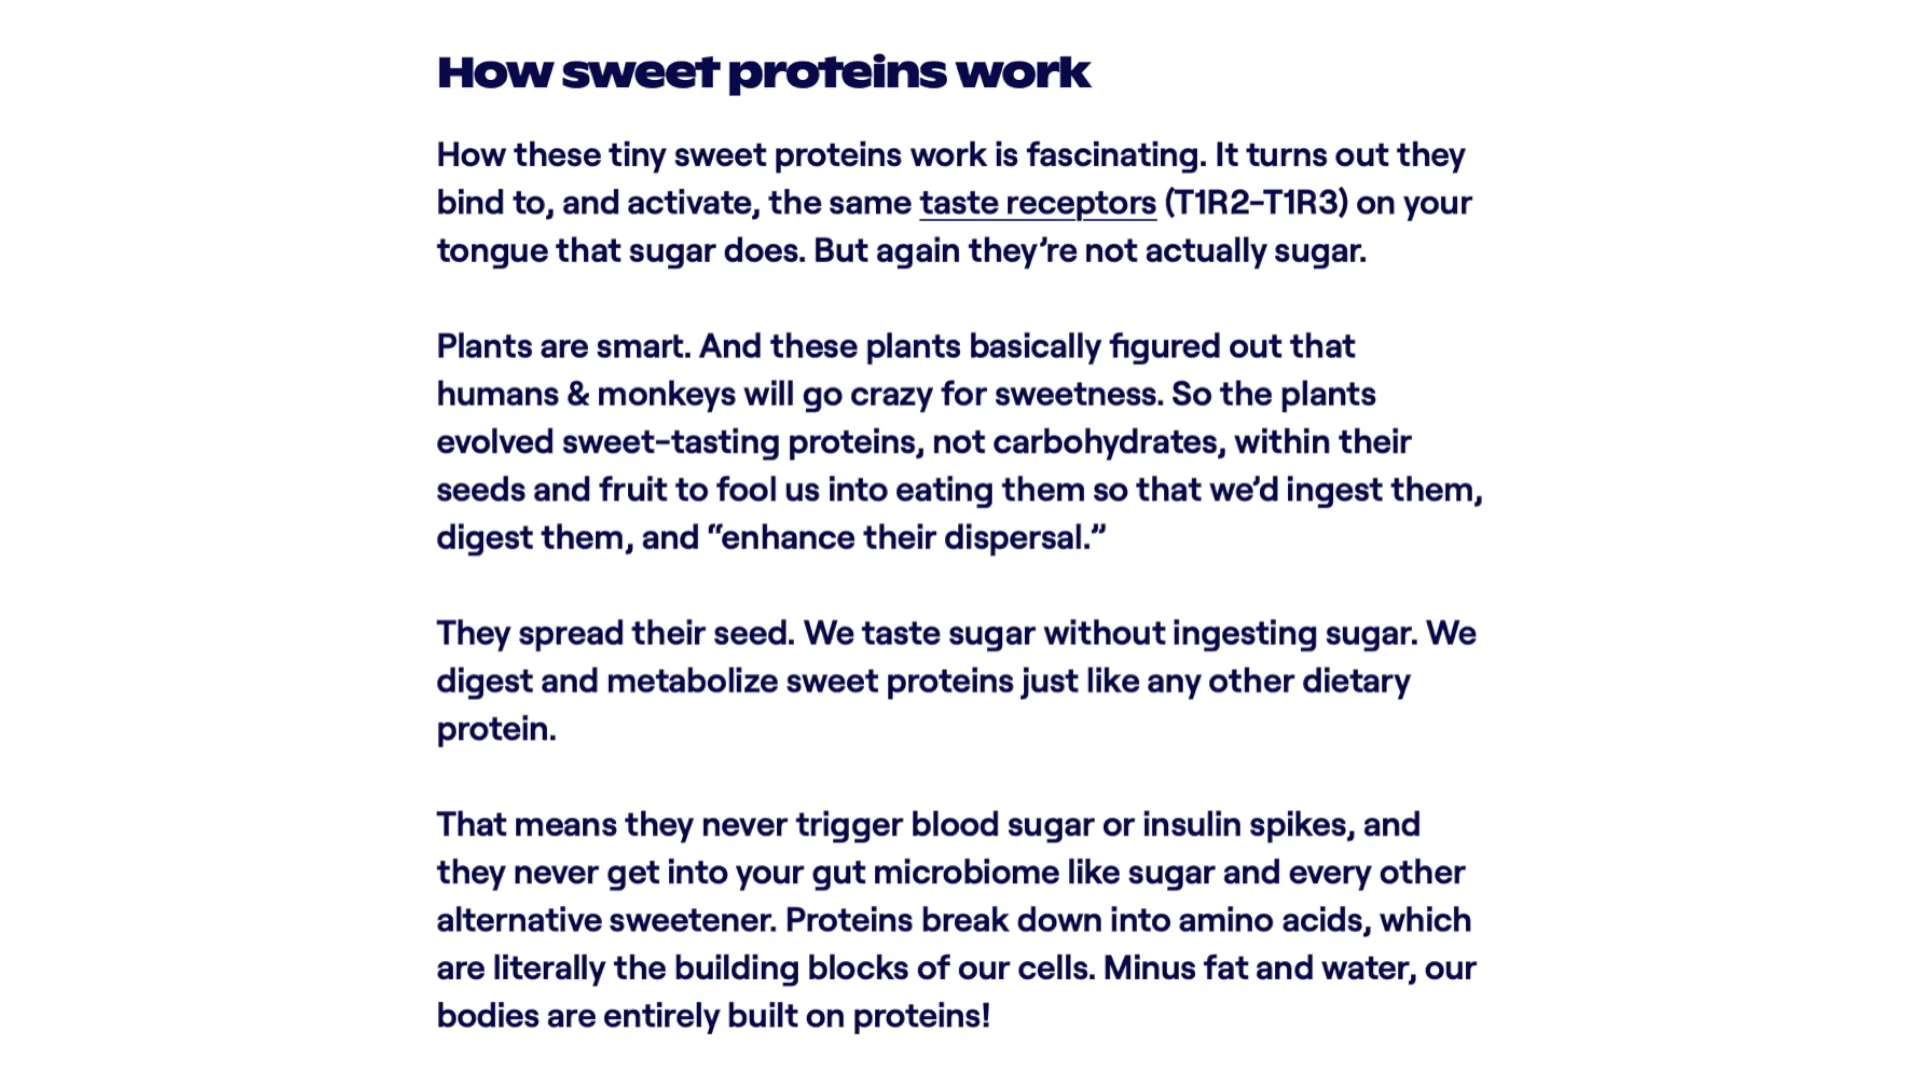 How sweet proteins work
How these tiny sweet proteins work is fascinating. It turns out they
bind to, and activate, the same taste receptors (T1R2-T1R3) on your
tongue that sugar does. But again they’re not actually sugar.
Plants are smart. And these plants basically figured out that
humans & monkeys will go crazy for sweetness. So the plants
evolved sweet-tasting proteins, not carbohydrates, within their
seeds and fruit to fool us into eating them so that we’d ingest them,
digest them, and “enhance their dispersal.”
They spread their seed. We taste sugar without ingesting sugar. We
digest and metabolize sweet proteins just like any other dietary
protein.
That means they never trigger blood sugar or insulin spikes, and
they never get into your gut microbiome like sugar and every other
alternative sweetener. Proteins break down into amino acids, which
are literally the building blocks of our cells. Minus fat and water, our
bodies are entirely built on proteins!